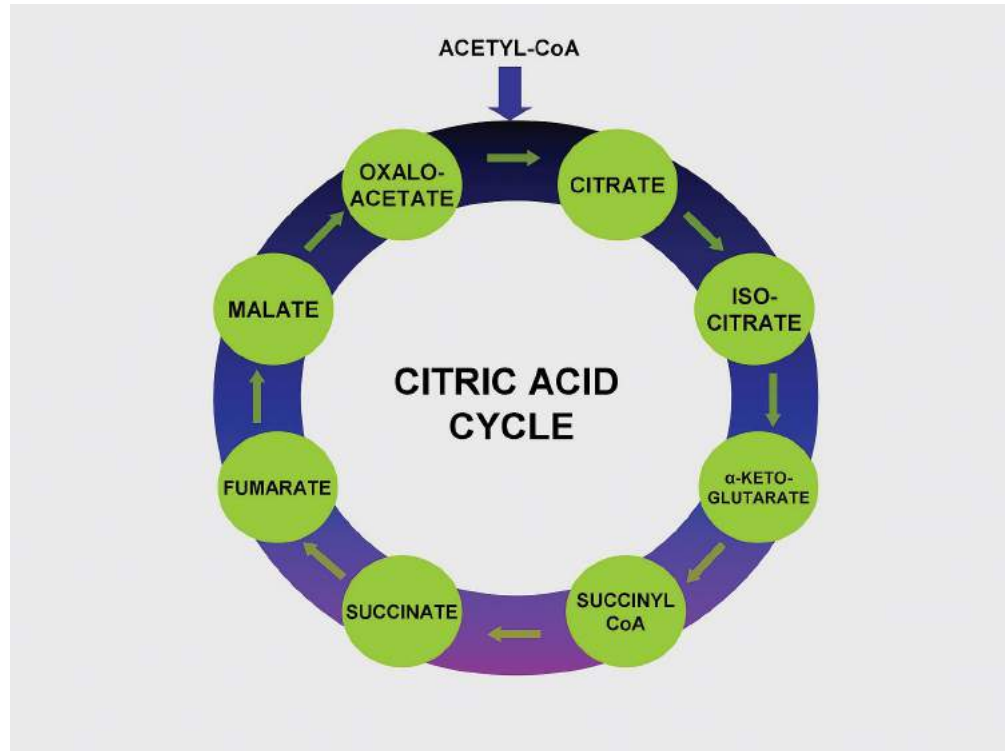 ACETYL-CoA
OXALO-
ACETATE
CITRATE
ISO-
CITRATE
α-KETO-
GLUTARATE
SUCCINYL
CoA
SUCCINATE
FUMARATE
MALATE
CITRIC ACID
CYCLE